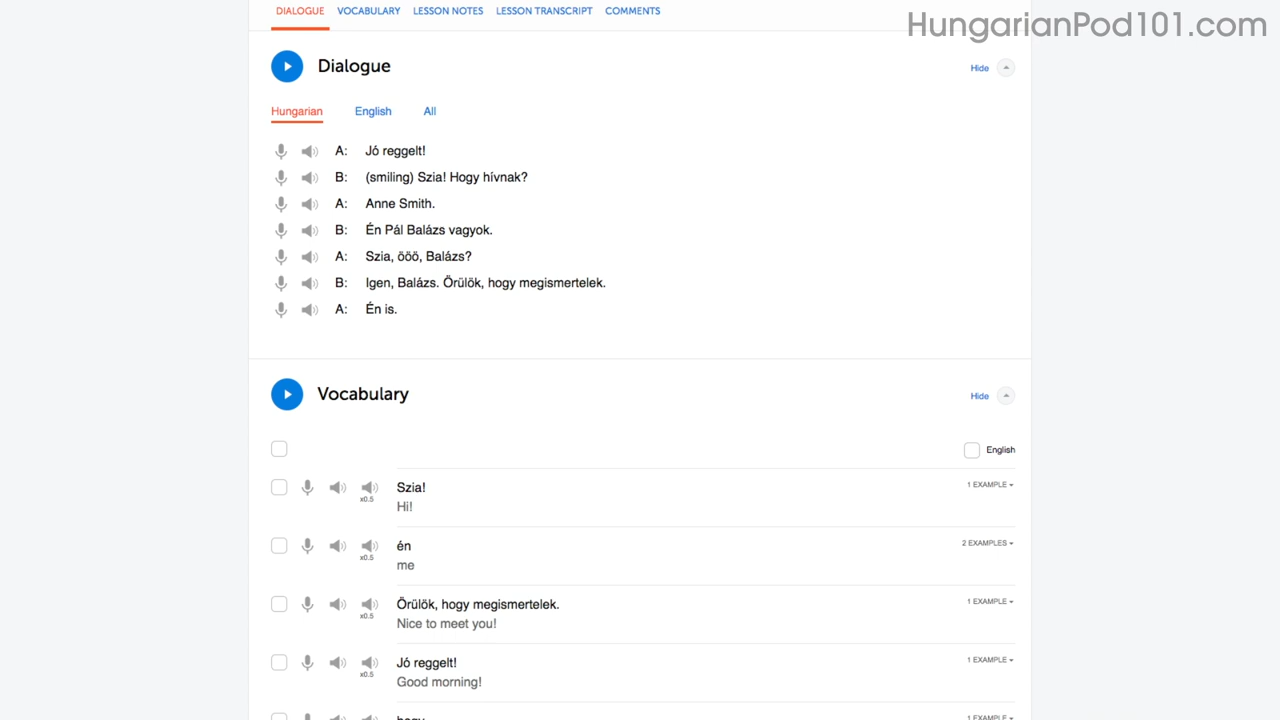 DIALOGUE VOCABULARY LESSON NOTES LESSON TRANSCRIPT COMMENTS
HungarianPod101.com
Dialogue
Hide
Hungarian English All
A: Jó reggelt!
B: (smiling) Szia! Hogy hívnak?
A: Anne Smith.
B: Én Pál Balázs vagyok.
A: Szia, ööö, Balázs?
B: Igen, Balázs. Örülök, hogy megismertelek.
A: Én is.
Vocabulary
Hide
English
Szia!
1 EXAMPLE
x0.5
Hi!
én
2 EXAMPLES
x0.5
me
Örülök, hogy megismertelek.
1 EXAMPLE
x0.5
Nice to meet you!
Jó reggelt!
1 EXAMPLE
x0.5
Good morning!
hogy
1 EXAMPLE